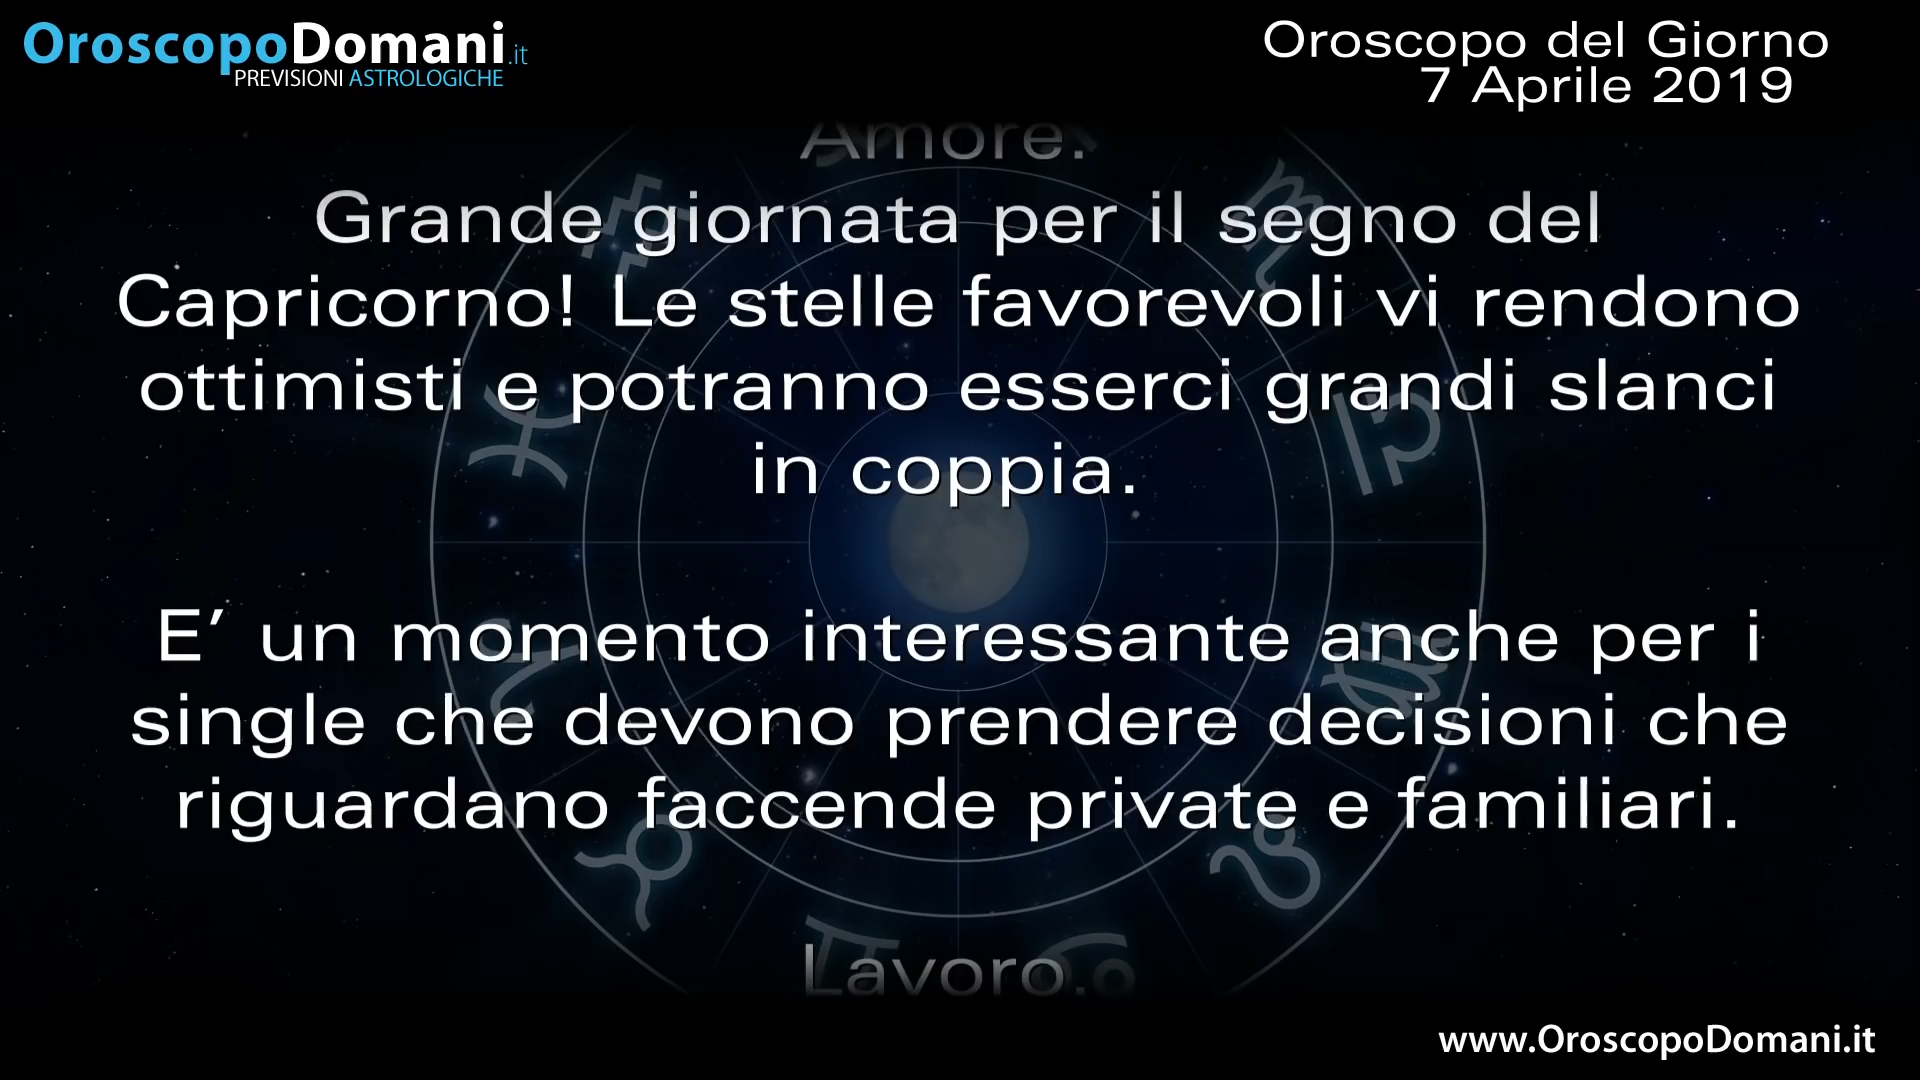 OroscopoDomani.it
PREVISIONI ASTROLOGICHE
Oroscopo del Giorno
7 Aprile 2019
Amore.
Grande giornata per il segno del
Capricorno! Le stelle favorevoli vi rendono
ottimisti e potranno esserci grandi slanci
in coppia.
E’ un momento interessante anche per i
single che devono prendere decisioni che
riguardano faccende private e familiari.
Lavoro.
www.OroscopoDomani.it